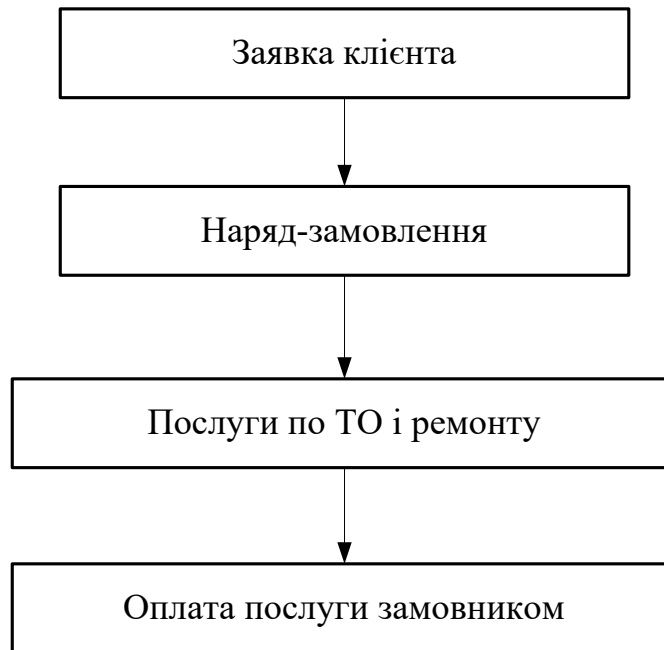 Заявка клієнта
Наряд-замовлення
Послуги по ТО і ремонту
Оплата послуги замовником